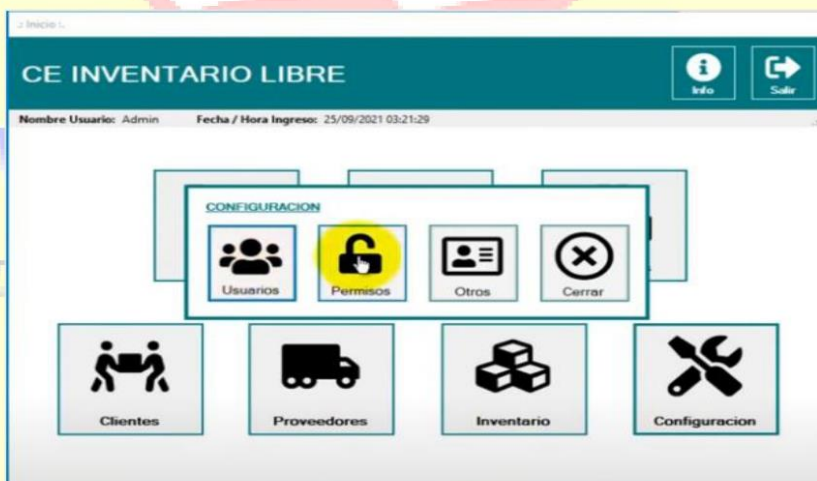 .: Inicio :.
CE INVENTARIO LIBRE
Info
Salir
Nombre Usuario: Admin Fecha / Hora Ingreso: 25/09/2021 03:21:29
CONFIGURACION
Usuarios Permisos Otros Cerrar
Clientes Proveedores Inventario Configuracion